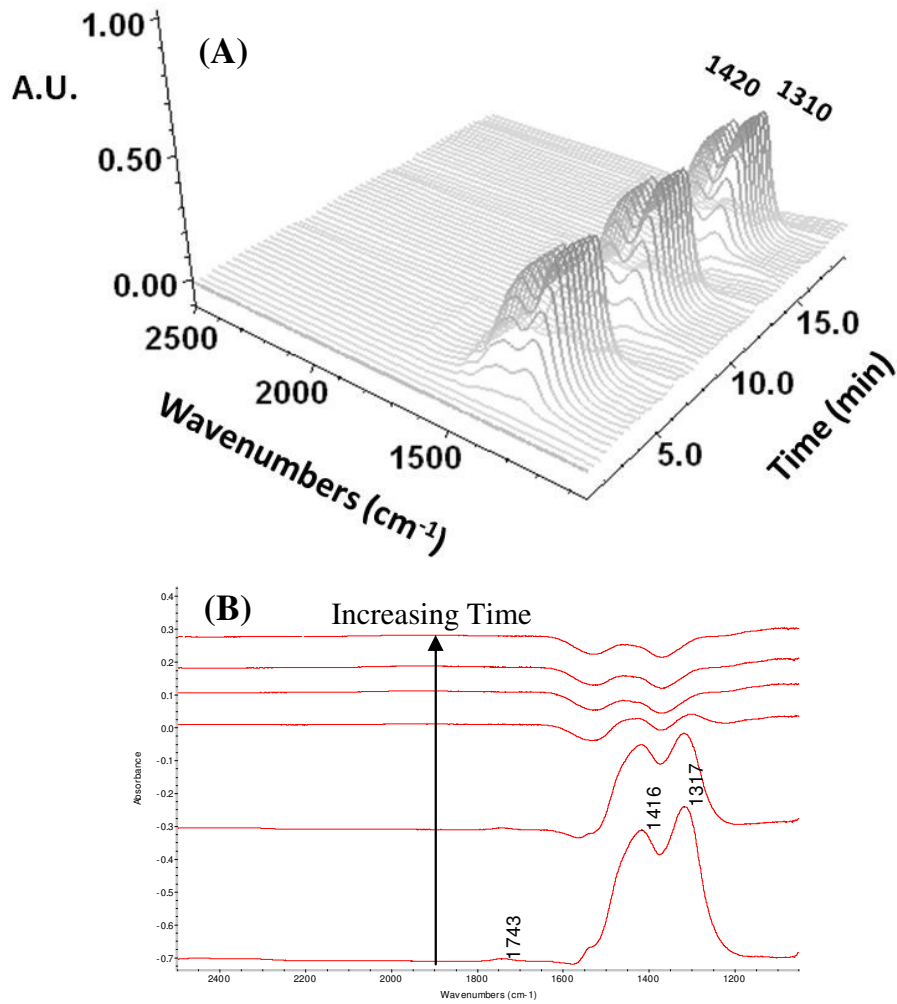 1.00
(A)
A.U.
1420 1310
0.50
0.00
2500
2000
1500
Wavenumbers (cm-1)
5.0
10.0
15.0
Time (min)
(B)
Increasing Time
0.4
0.3
0.2
0.1
0.0
-0.1
-0.2
-0.3
-0.4
-0.5
-0.6
-0.7
Absorbance
1743
1416
1317
2400 2200 2000 1800 1600 1400 1200
Wavenumbers (cm-1)